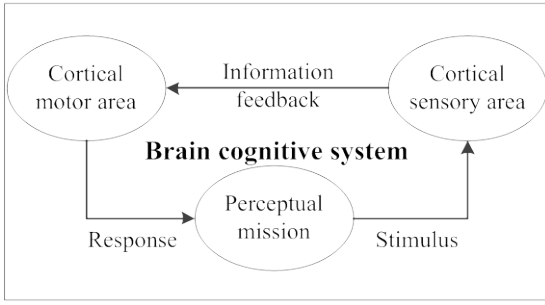 Cortical
motor area
Information
feedback
Cortical
sensory area
Brain cognitive system
Perceptual
mission
Response
Stimulus